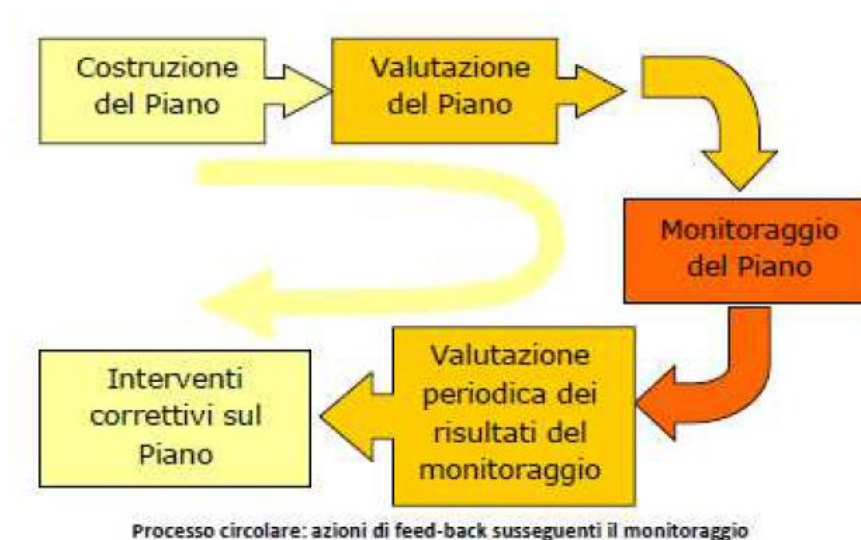 Costruzione
del Piano
Valutazione
del Piano
Monitoraggio
del Piano
Valutazione
periodica dei
risultati del
monitoraggio
Interventi
correttivi sul
Piano
Processo circolare: azioni di feed-back susseguenti il monitoraggio